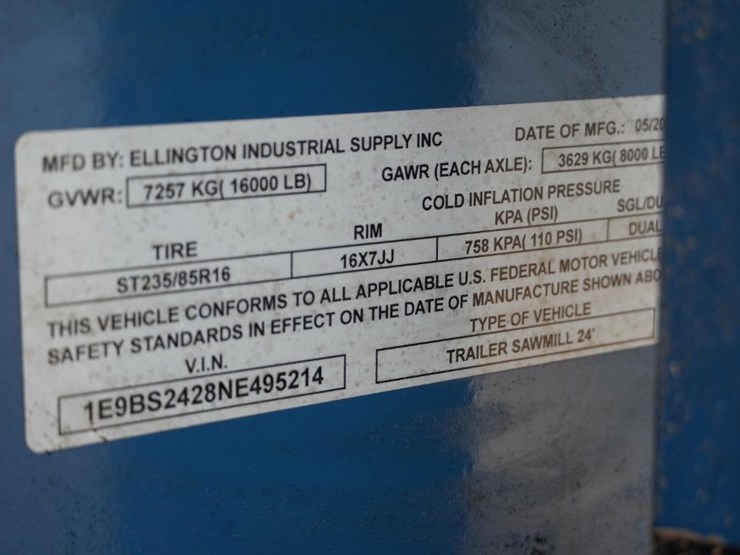 MFD BY: ELLINGTON INDUSTRIAL SUPPLY INC DATE OF MFG.: 05/20
GVWR: 7257 KG( 16000 LB) GAWR (EACH AXLE): 3629 KG( 8000 LB
COLD INFLATION PRESSURE
TIRE RIM KPA (PSI) SGL/DU
ST235/85R16 16X7JJ 758 KPA( 110 PSI) DUAL
THIS VEHICLE CONFORMS TO ALL APPLICABLE U.S. FEDERAL MOTOR VEHICL
SAFETY STANDARDS IN EFFECT ON THE DATE OF MANUFACTURE SHOWN ABO
V.I.N. TYPE OF VEHICLE
1E9BS2428NE495214 TRAILER SAWMILL 24'